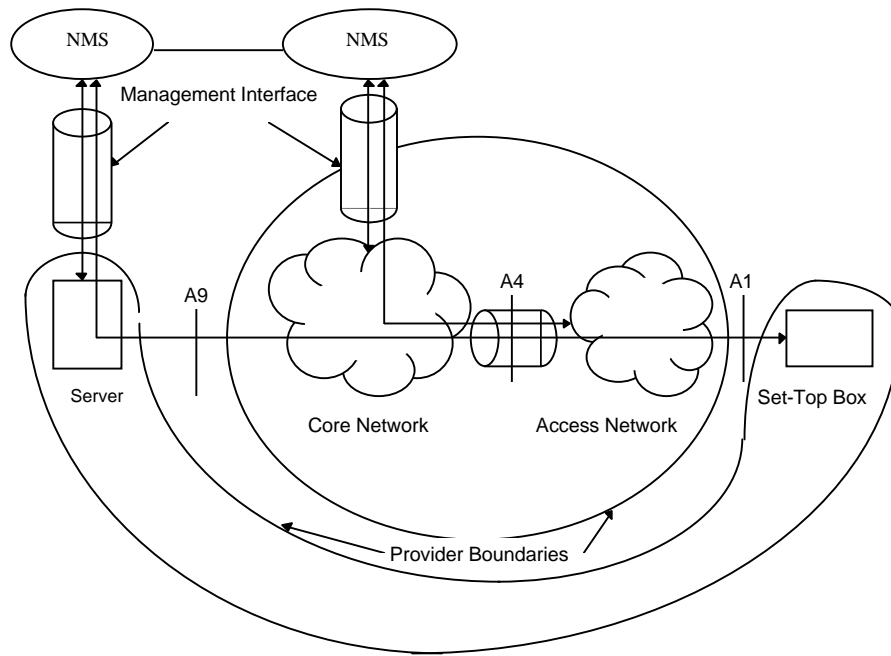 NMS
NMS
Management Interface
A9
A4
A1
Server
Core Network
Access Network
Set-Top Box
Provider Boundaries